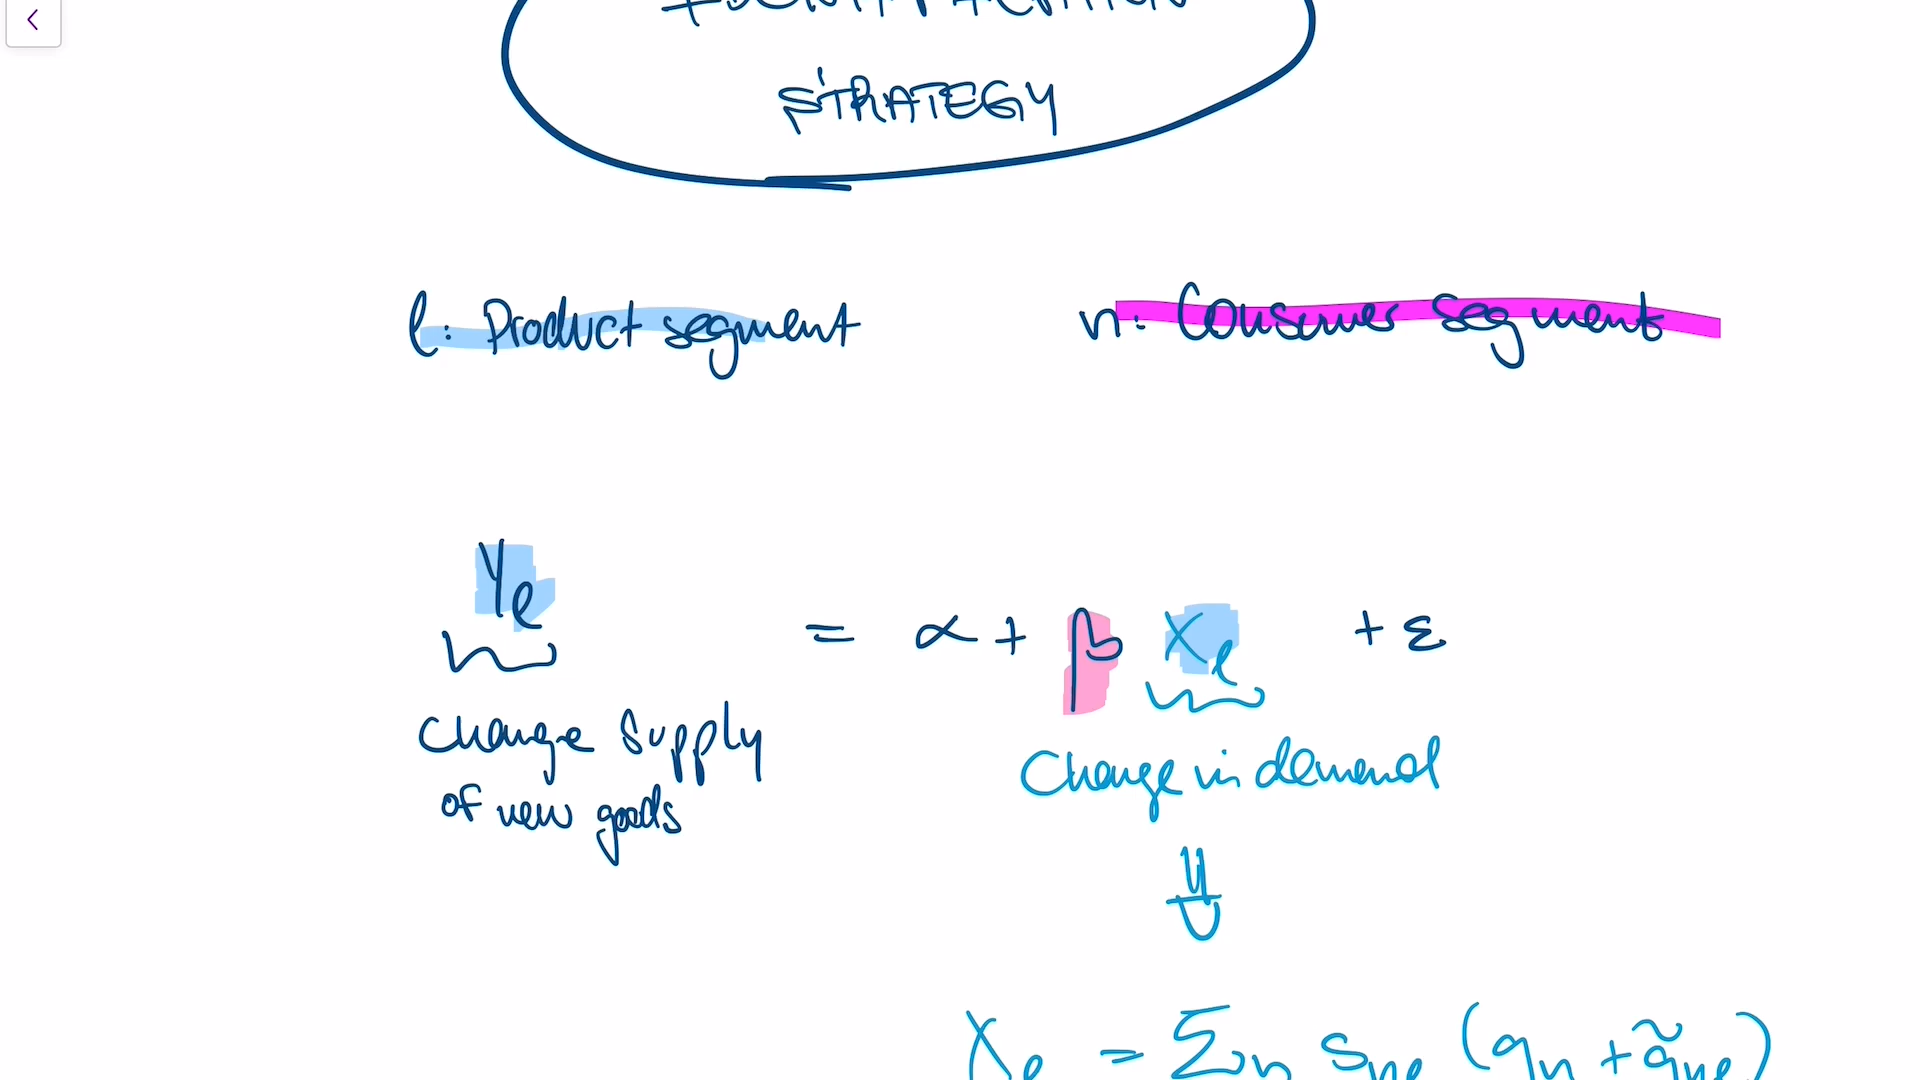 STRATEGY
l: Product segment
n: Consumer segment
Yℓ = α + β Xℓ + ε
Change Supply
of new goods
Change in demand
Xℓ = Σn Snℓ (gn + g̃nℓ)